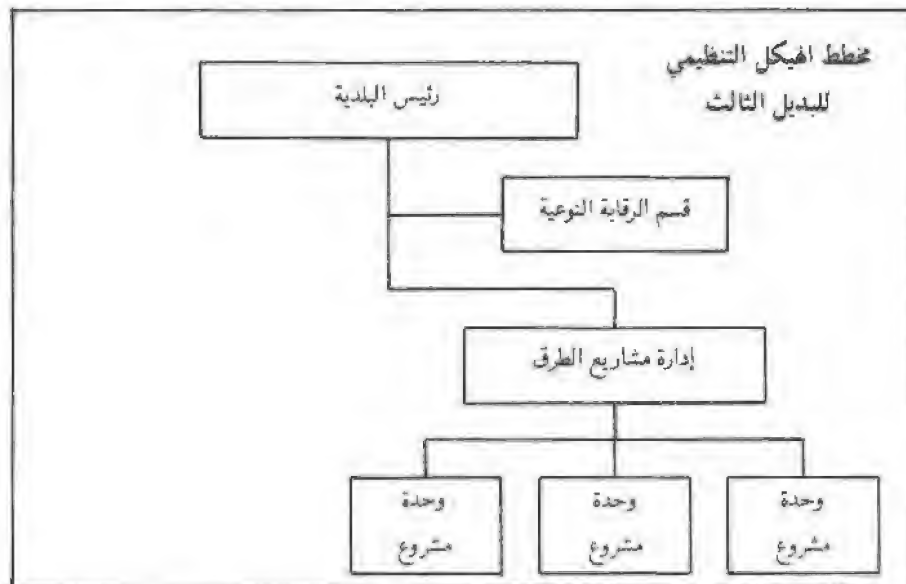 مخطط الهيكل التنظيمي
للبديل الثالث
رئيس البلدية
قسم الرقابة النوعية
إدارة مشاريع الطرق
وحدة
مشروع
وحدة
مشروع
وحدة
مشروع